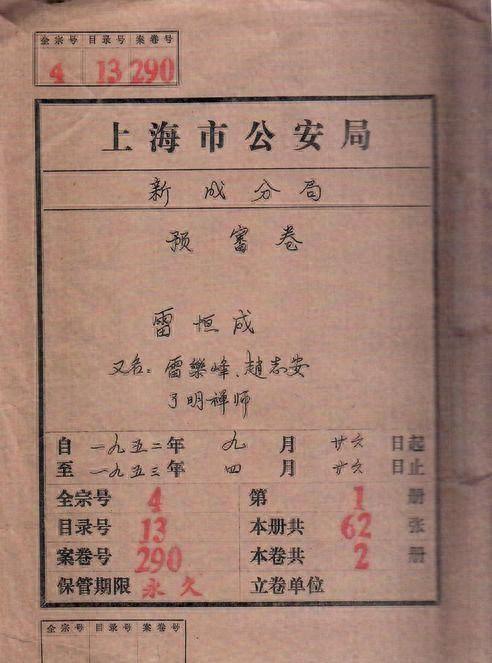 全宗号 目录号 案卷号
4 13 290
上海市公安局
新成分局
预审卷
雷恒成
又名：雷樂峰、趙志安
了明禅师
自一九五二年九月廿六日起
至一九五三年四月廿六日止
全宗号 4 第 1 册
目录号 13 本册共 62 张
案卷号 290 本卷共 2 册
保管期限 永久 立卷单位
全宗号 目录号 案卷号